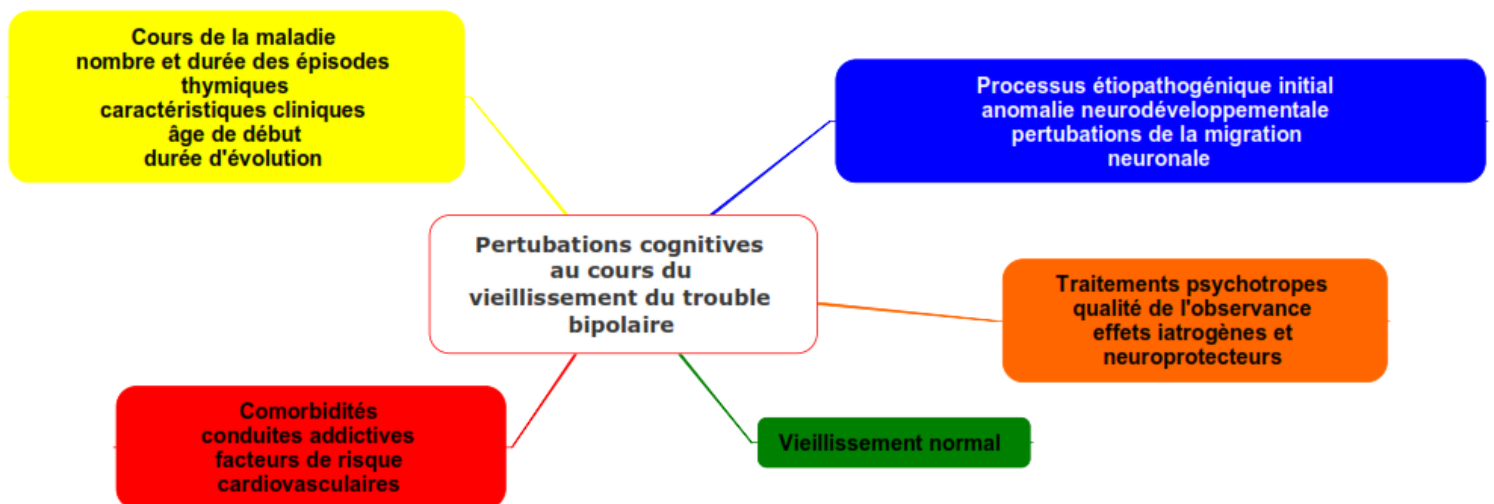 Cours de la maladie
nombre et durée des épisodes
thymiques
caractéristiques cliniques
âge de début
durée d'évolution
Processus étiopathogénique initial
anomalie neurodéveloppementale
pertubations de la migration
neuronale
Pertubations cognitives
au cours du
vieillissement du trouble
bipolaire
Traitements psychotropes
qualité de l'observance
effets iatrogènes et
neuroprotecteurs
Comorbidités
conduites addictives
facteurs de risque
cardiovasculaires
Vieillissement normal